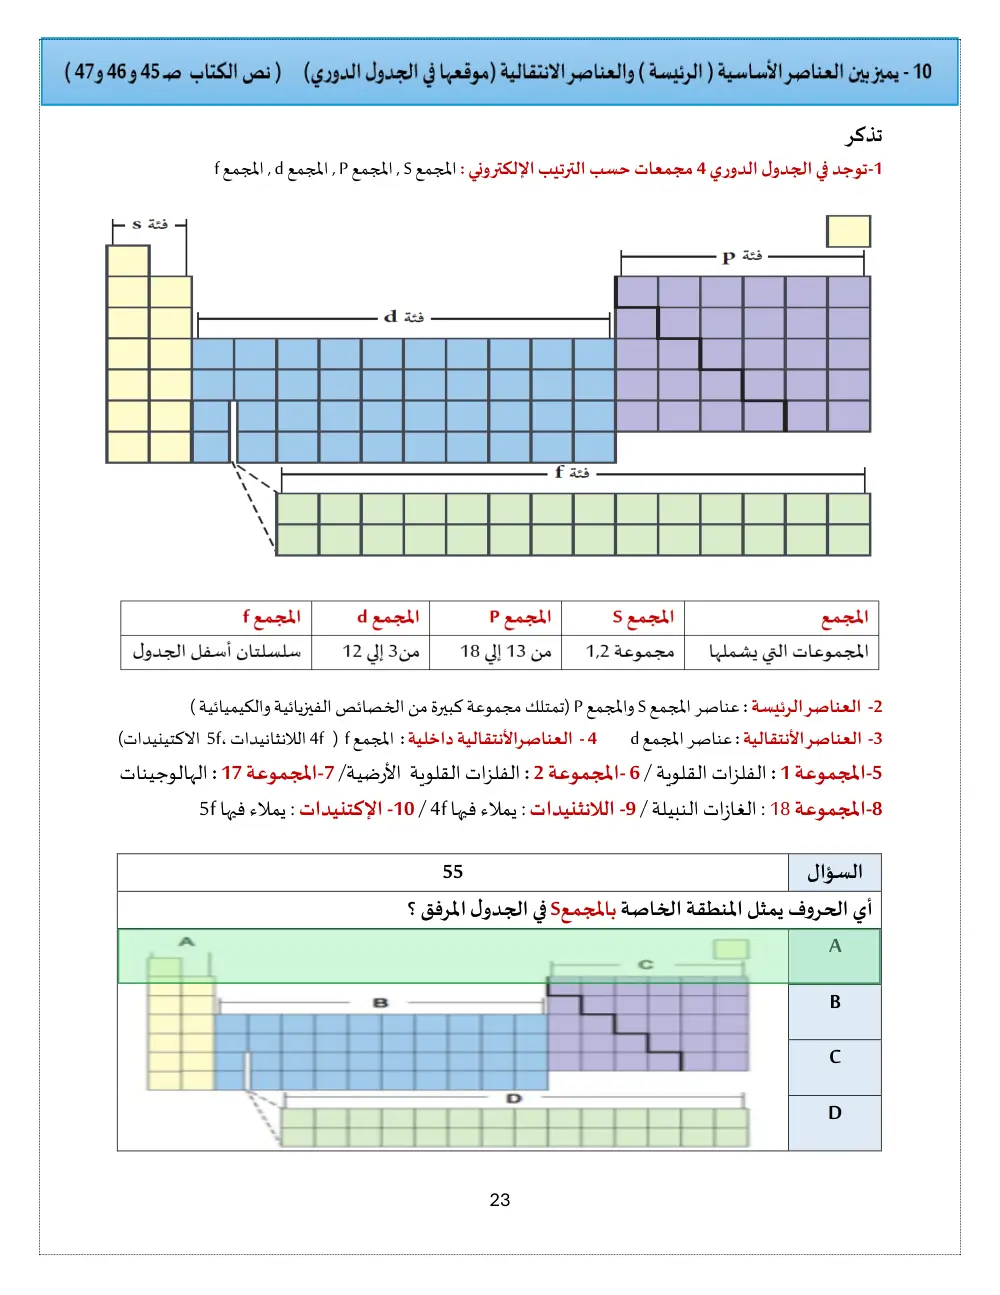 10 - يميز بين العناصر الأساسية ( الرئيسة ) والعناصر الانتقالية (موقعها في الجدول الدوري) ( نص الكتاب صـ 45 و 46 و 47 )
تذكر
1-توجد في الجدول الدوري 4 مجمعات حسب الترتيب الإلكتروني : المجمع S , المجمع P , المجمع d , المجمع f
فئة s
فئة p
فئة d
فئة f
المجمع المجمع S المجمع P المجمع d المجمع f
المجموعات التي يشملها مجموعة 1,2 من 13 إلي 18 من3 إلي 12 سلسلتان أسفل الجدول
2- العناصر الرئيسة : عناصر المجمع S والمجمع P (تمتلك مجموعة كبيرة من الخصائص الفيزيائية والكيميائية )
3- العناصر الأنتقالية : عناصر المجمع d 4 - العناصرالأنتقالية داخلية : المجمع f ( 4f اللانثانيدات ،5f الاكتينيدات)
5-المجموعة 1 : الفلزات القلوية / 6 -المجموعة 2 : الفلزات القلوية الأرضية/ 7-المجموعة 17 : الهالوجينات
8-المجموعة 18 : الغازات النبيلة / 9- اللانثنيدات : يملاء فيها 4f / 10- الإكتنيدات : يملاء فيها 5f
السؤال 55
أي الحروف يمثل المنطقة الخاصة بالمجمعS في الجدول المرفق ؟
A
B
C
D
A
C
B
D
23